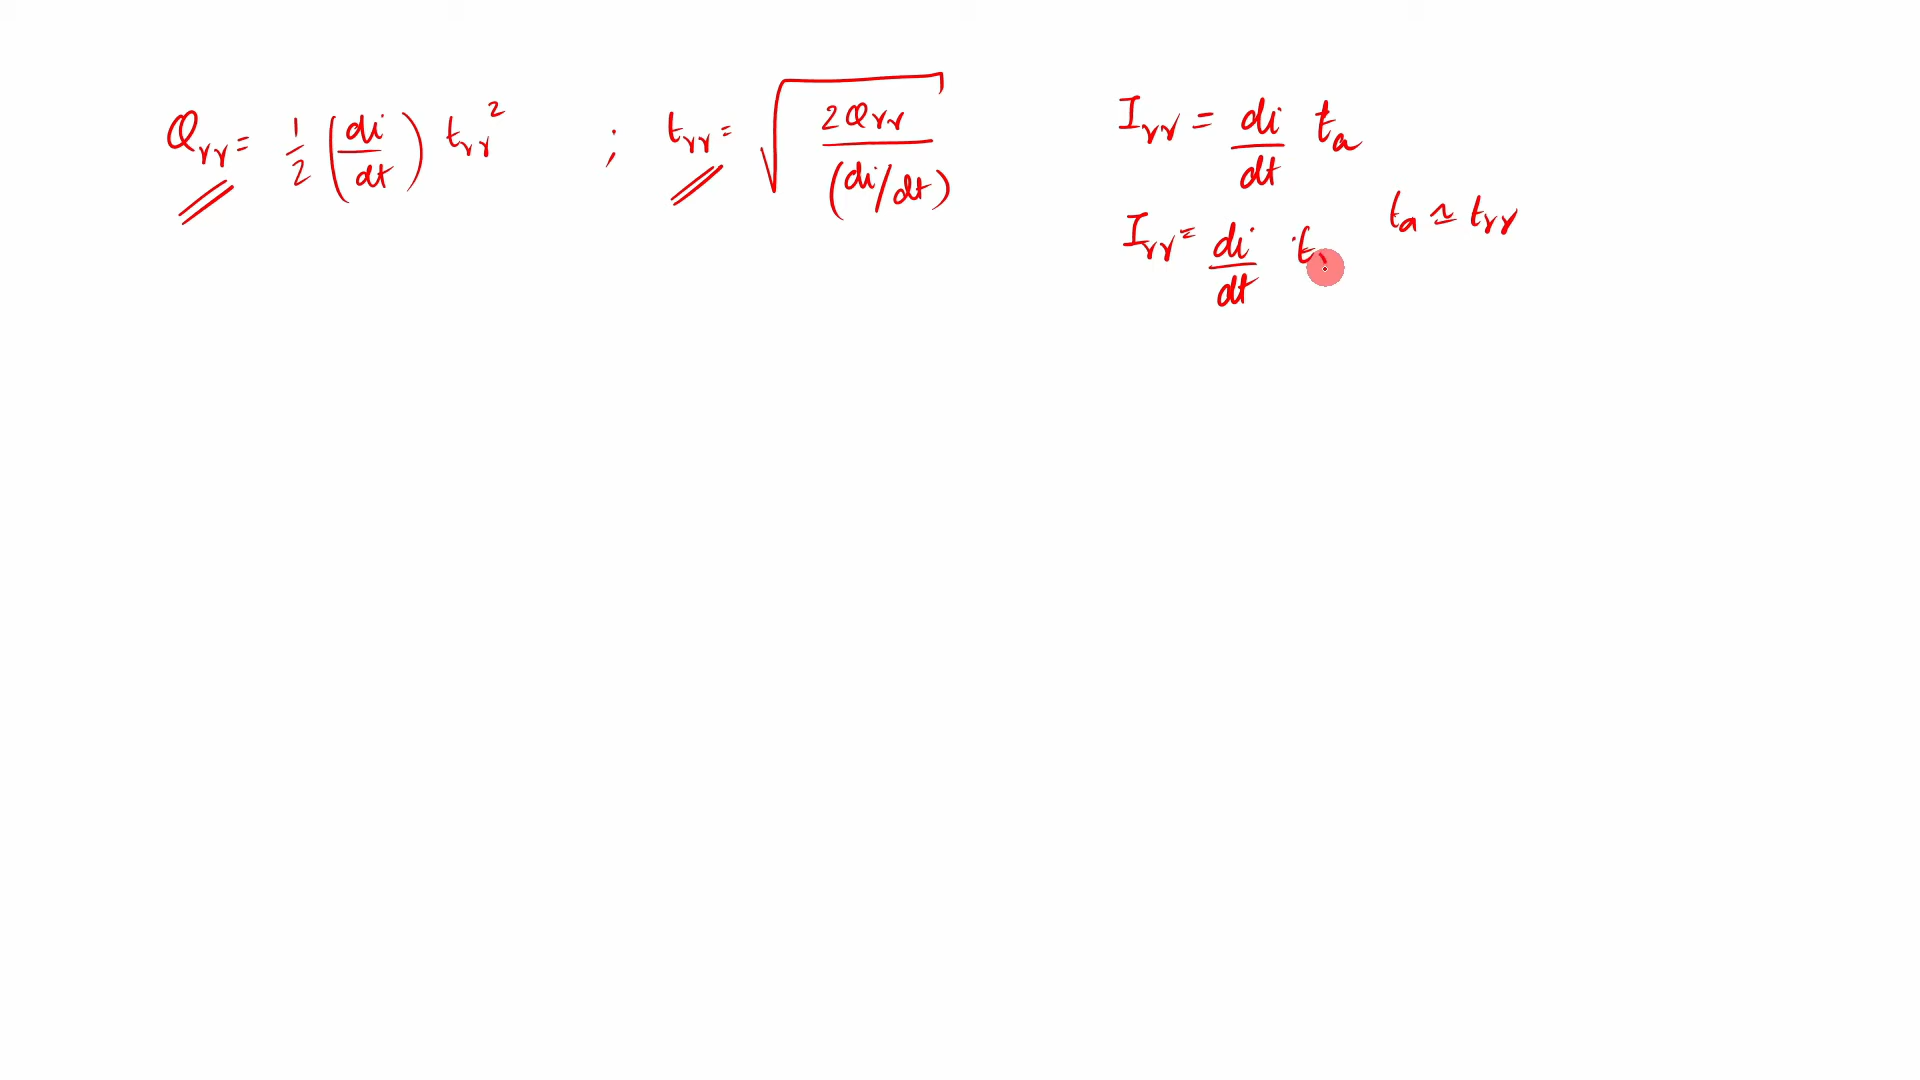 Qrr = 1/2 (di/dt) trr² ; trr = √(2Qrr/(di/dt))
Irr = di/dt ta
ta ≃ trr
Irr = di/dt · t